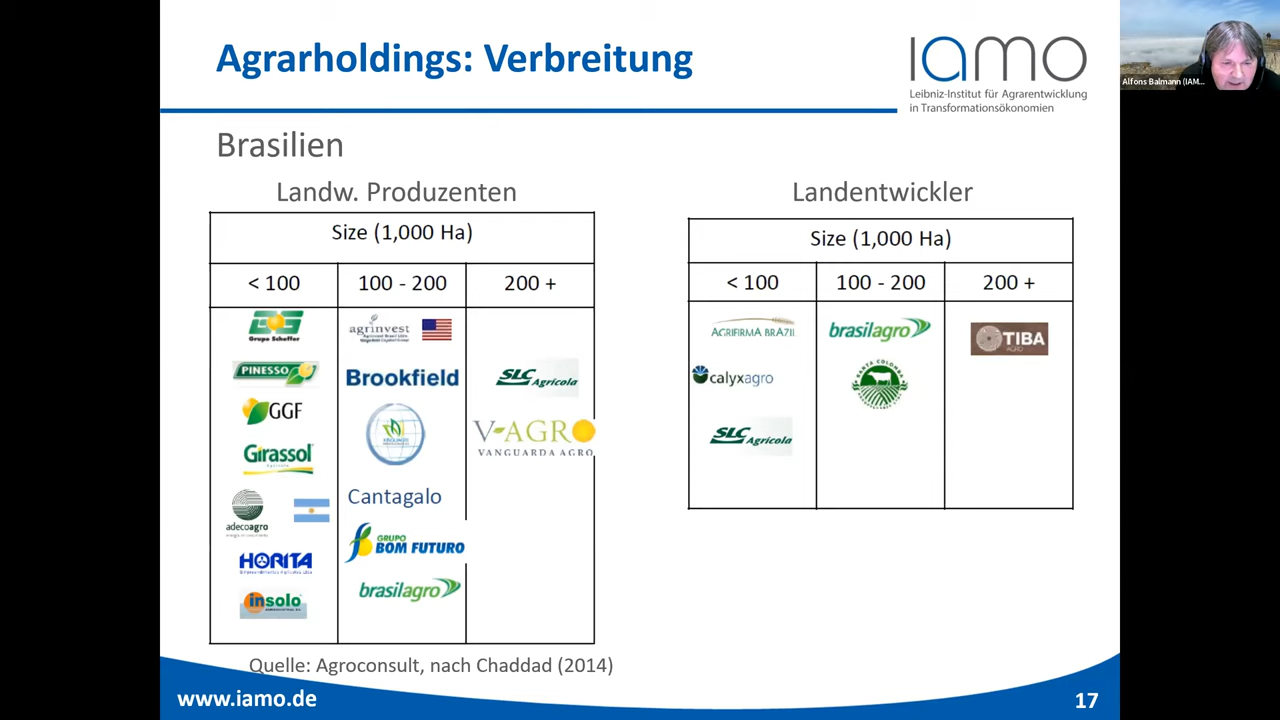 Agrarholdings: Verbreitung
IAMO
Leibniz-Institut für Agrarentwicklung
in Transformationsökonomien
Alfons Balmann (IAM...
Brasilien
Landw. Produzenten
Size (1,000 Ha)
< 100
100 - 200
200 +
Grupo Scheffer
PINESSO
GGF
Girassol
adecoagro
HORITA
insolo
agrinvest
Brookfield
Cantagalo
GRUPO
BOM FUTURO
brasilagro
SLC Agrícola
V-AGRO
VANGUARDA AGRO
Landentwickler
Size (1,000 Ha)
< 100
100 - 200
200 +
AGRIFIRMA BRAZIL
calyxagro
SLC Agrícola
brasilagro
SANTA COLOMBA
TIBA
AGRO
Quelle: Agroconsult, nach Chaddad (2014)
www.iamo.de
17